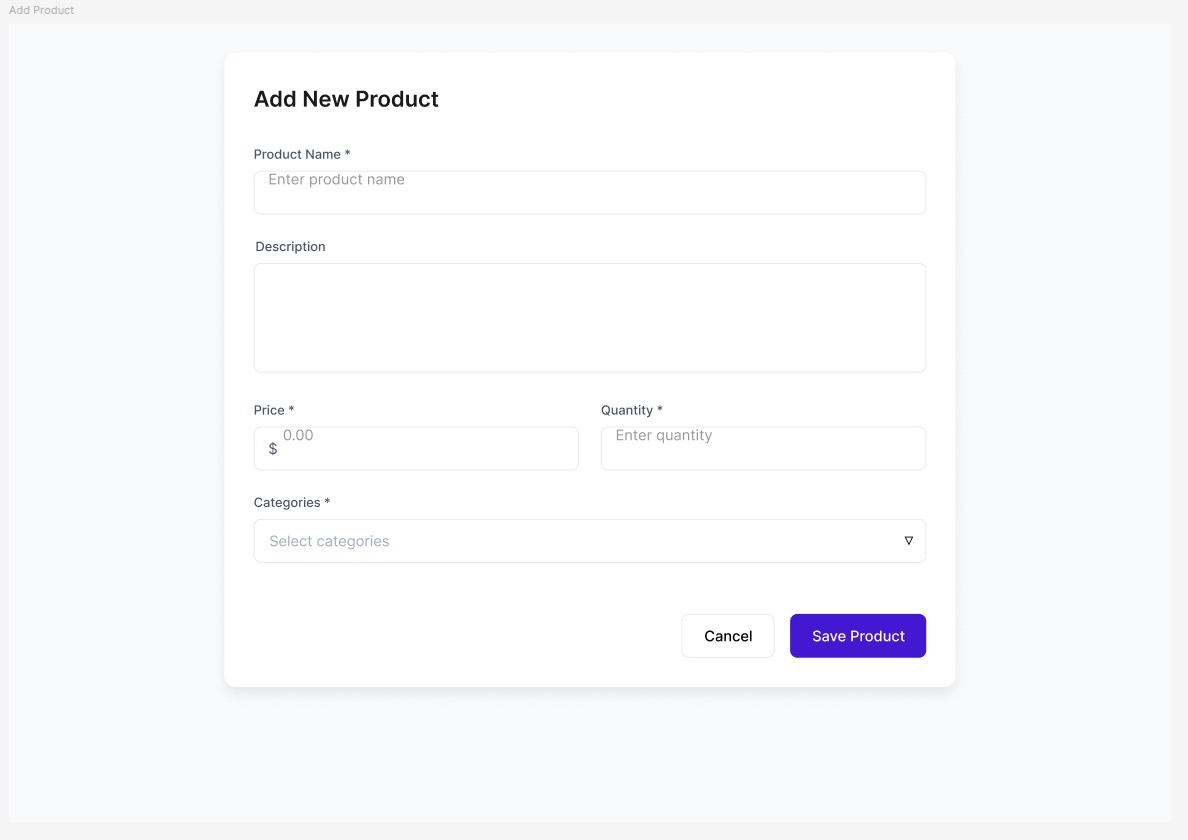 Add Product
Add New Product
Product Name *
Enter product name
Description
Price *
Quantity *
$ 0.00
Enter quantity
Categories *
Select categories
Cancel
Save Product